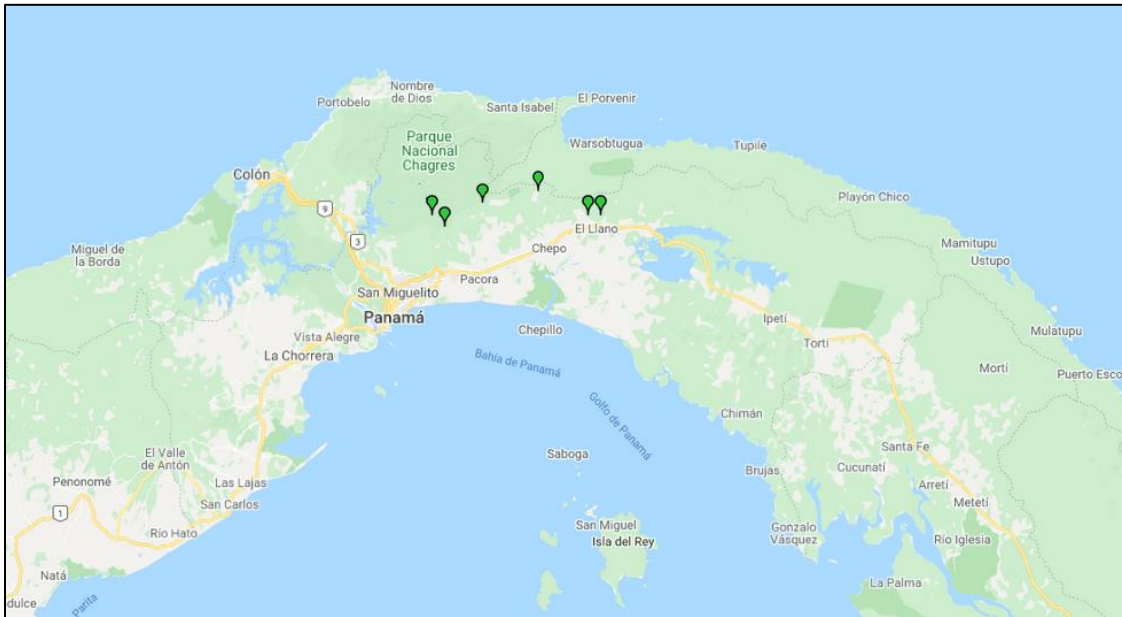 Nombre
de Dios
Portobelo
Santa Isabel
El Porvenir
Parque
Nacional
Chagres
Warsobtugua
Tupile
Colón
Playón Chico
9
3
El Llano
Chepo
Miguel de
la Borda
Mamitupu
Ustupo
Pacora
San Miguelito
Panamá
Chepillo
Ipetí
Mulatupu
Vista Alegre
Torti
La Chorrera
Bahía de Panamá
Mortí
Puerto Esco
Golfo de Panamá
Chimán
El Valle
de Antón
Saboga
Santa Fe
Penonomé
Las Lajas
Brujas
Cucunatí
Arretí
San Carlos
Metetí
1
Rio Hato
San Miguel
Isla del Rey
Gonzalo
Vásquez
Río Iglesia
Natá
La Palma
dulce
Parita